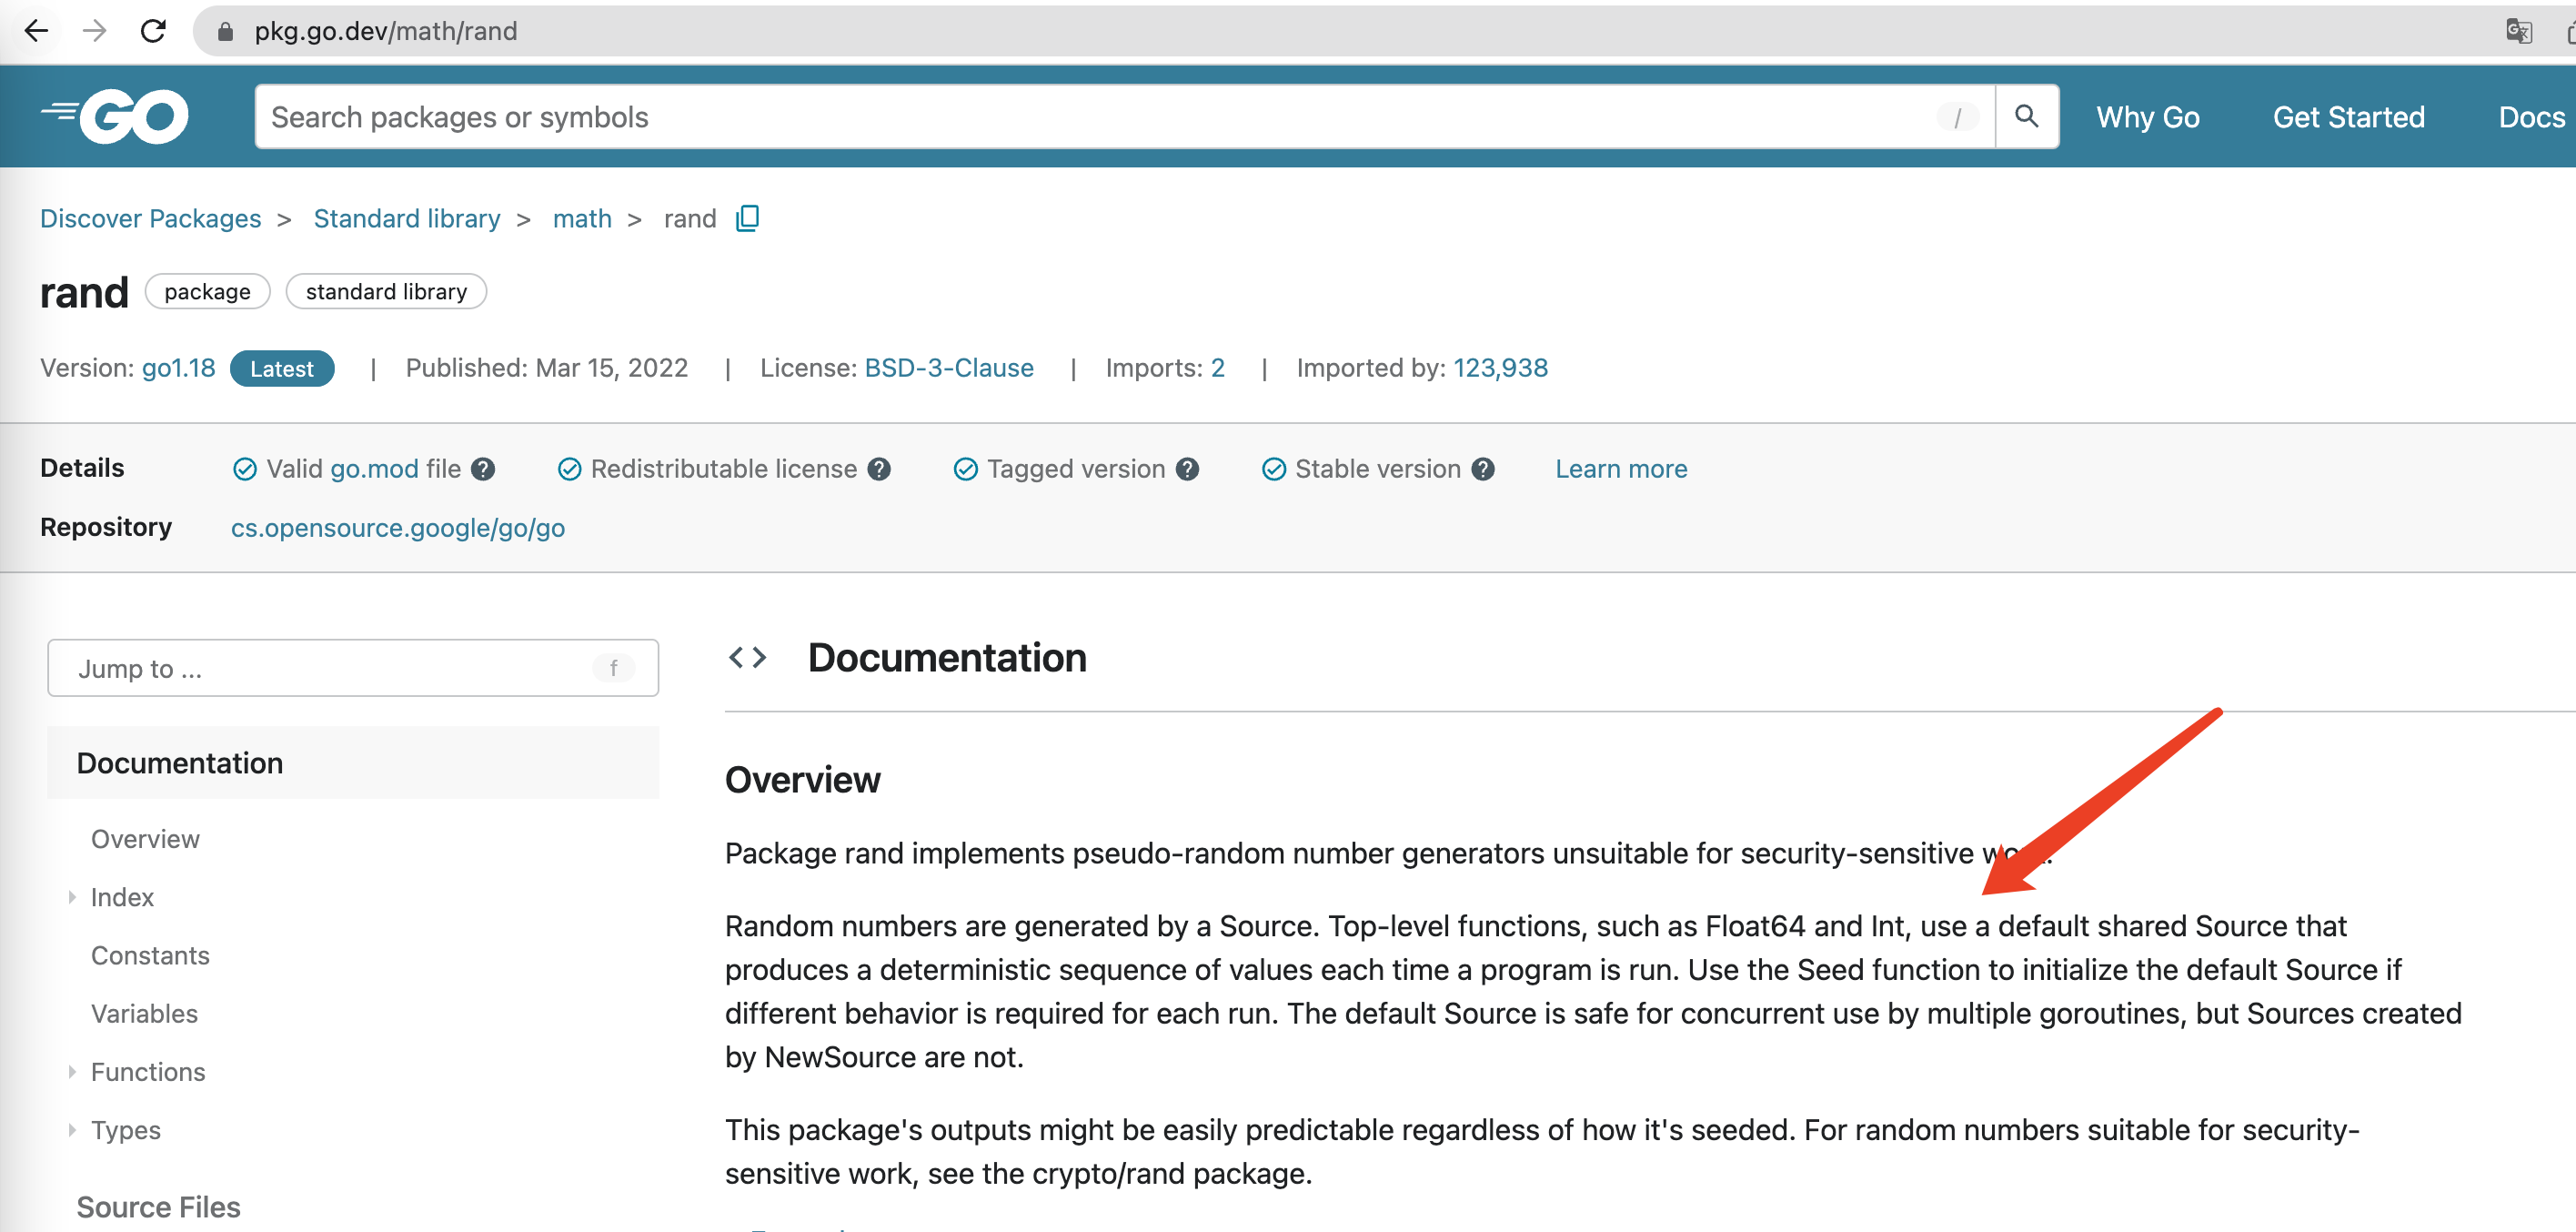 pkg.go.dev/math/rand
GO
Search packages or symbols
/
Why Go
Get Started
Docs
Discover Packages > Standard library > math > rand
rand package standard library
Version: go1.18 Latest | Published: Mar 15, 2022 | License: BSD-3-Clause | Imports: 2 | Imported by: 123,938
Details Valid go.mod file ? Redistributable license ? Tagged version ? Stable version ? Learn more
Repository cs.opensource.google/go/go
Jump to ... f
Documentation
Overview
Index
Constants
Variables
Functions
Types
Source Files
<> Documentation
Overview
Package rand implements pseudo-random number generators unsuitable for security-sensitive
Random numbers are generated by a Source. Top-level functions, such as Float64 and Int, use a default shared Source that
produces a deterministic sequence of values each time a program is run. Use the Seed function to initialize the default Source if
different behavior is required for each run. The default Source is safe for concurrent use by multiple goroutines, but Sources created
by NewSource are not.
This package's outputs might be easily predictable regardless of how it's seeded. For random numbers suitable for security-
sensitive work, see the crypto/rand package.